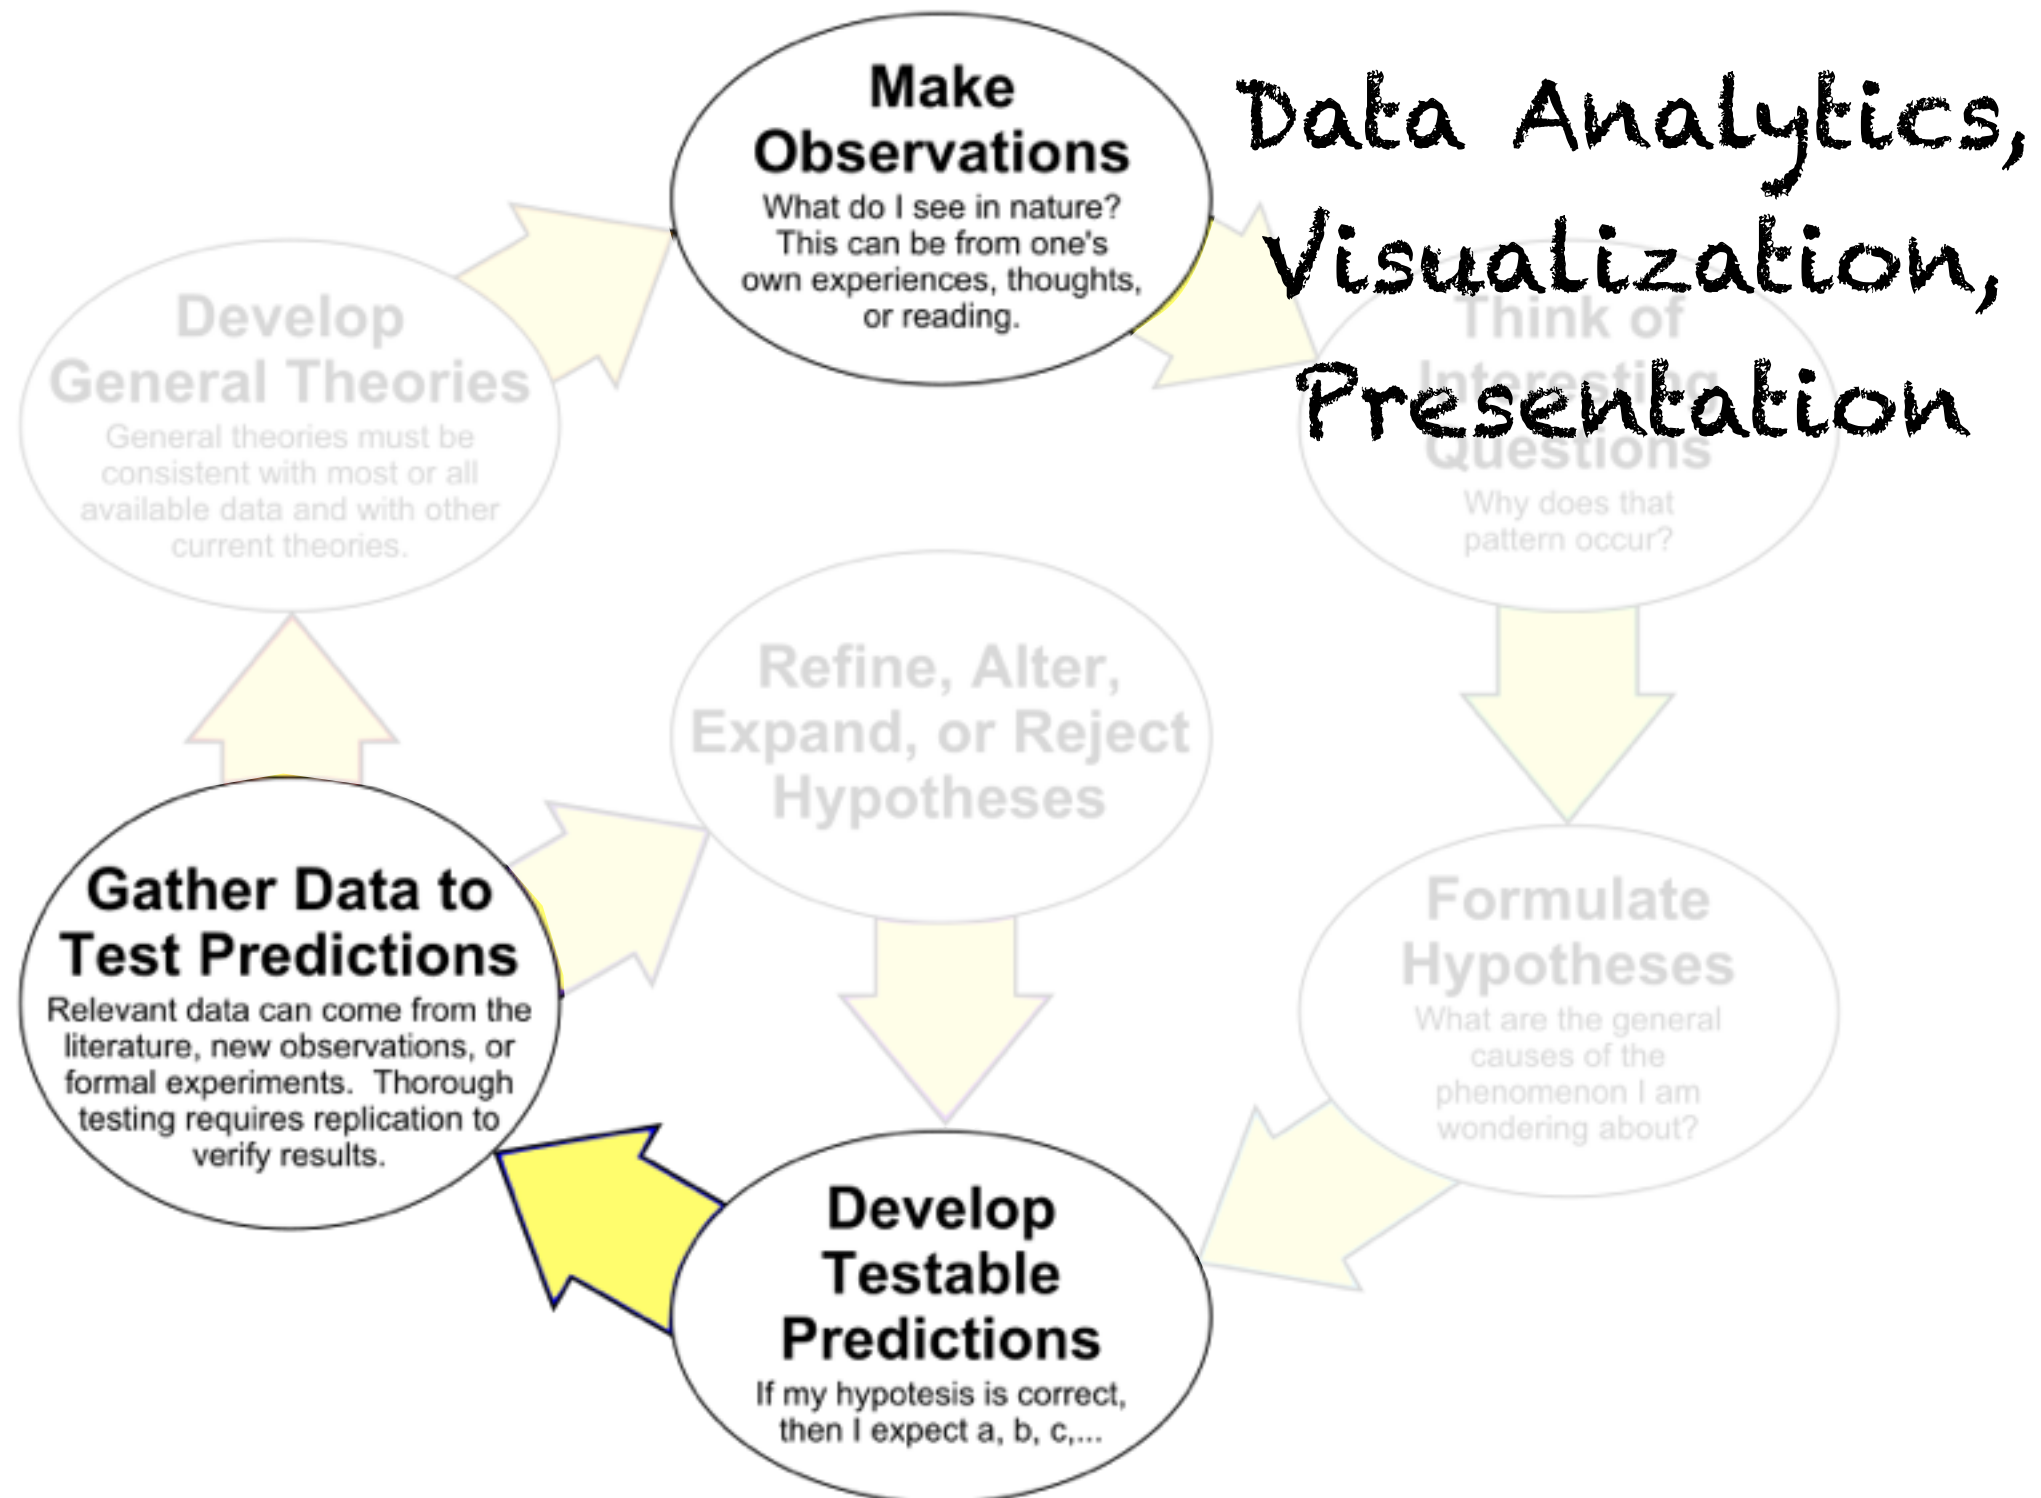 Make
Observations
What do I see in nature?
This can be from one's
own experiences, thoughts,
or reading.
Data Analytics,
Visualization,
Presentation
Think of
Interesting
Questions
Why does that
pattern occur?
Develop
General Theories
General theories must be
consistent with most or all
available data and with other
current theories.
Refine, Alter,
Expand, or Reject
Hypotheses
Formulate
Hypotheses
What are the general
causes of the
phenomenon I am
wondering about?
Gather Data to
Test Predictions
Relevant data can come from the
literature, new observations, or
formal experiments.  Thorough
testing requires replication to
verify results.
Develop
Testable
Predictions
If my hypotesis is correct,
then I expect a, b, c,...